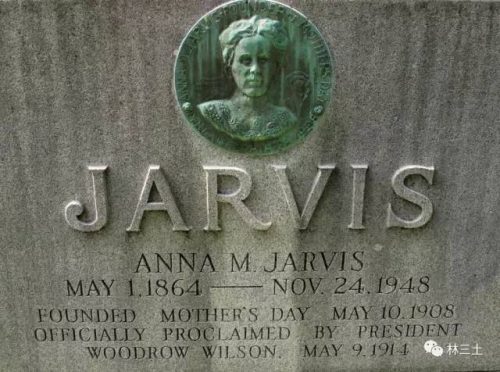 JARVIS
ANNA M. JARVIS
MAY 1, 1864 — NOV. 24, 1948
FOUNDED MOTHER'S DAY MAY 10, 1908
OFFICIALLY PROCLAIMED BY PRESIDENT
WOODROW WILSON, MAY 9, 1914
林三土